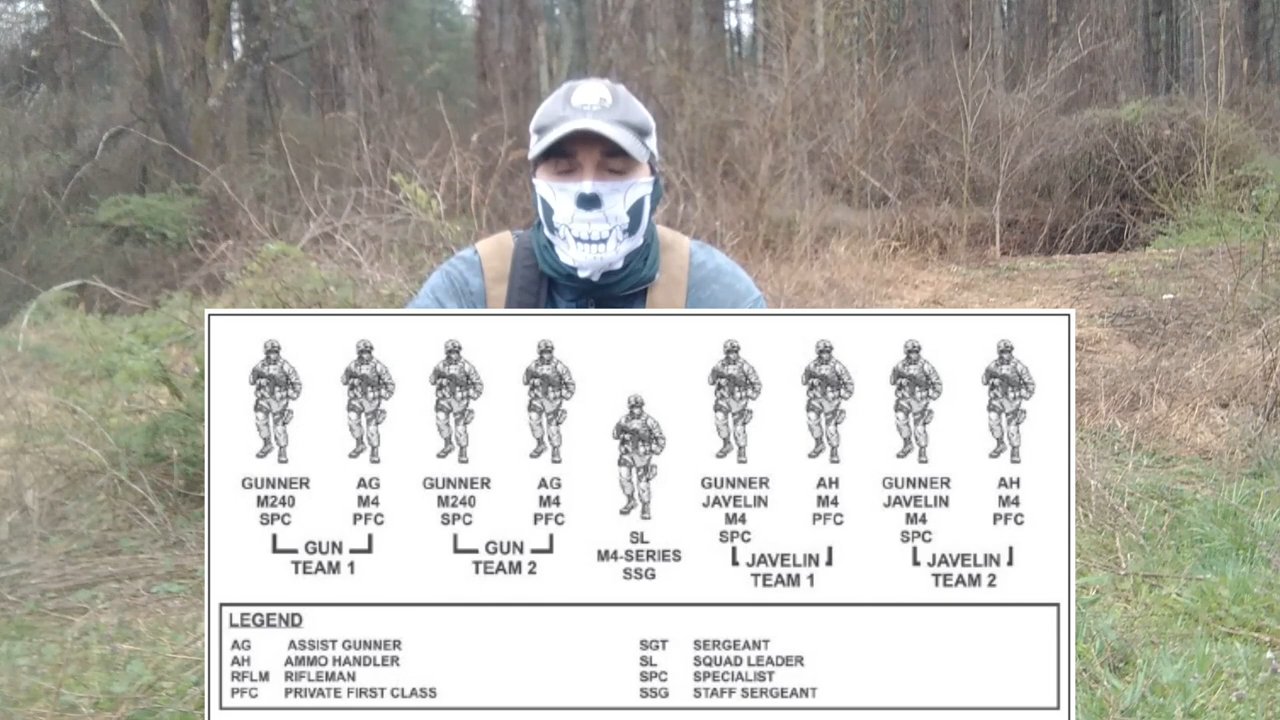 GUNNER
M240
SPC
AG
M4
PFC
GUN
TEAM 1
GUNNER
M240
SPC
AG
M4
PFC
GUN
TEAM 2
SL
M4-SERIES
SSG
GUNNER
JAVELIN
M4
SPC
AH
M4
PFC
JAVELIN
TEAM 1
GUNNER
JAVELIN
M4
SPC
AH
M4
PFC
JAVELIN
TEAM 2
LEGEND
AG ASSIST GUNNER
AH AMMO HANDLER
RFLM RIFLEMAN
PFC PRIVATE FIRST CLASS
SGT SERGEANT
SL SQUAD LEADER
SPC SPECIALIST
SSG STAFF SERGEANT